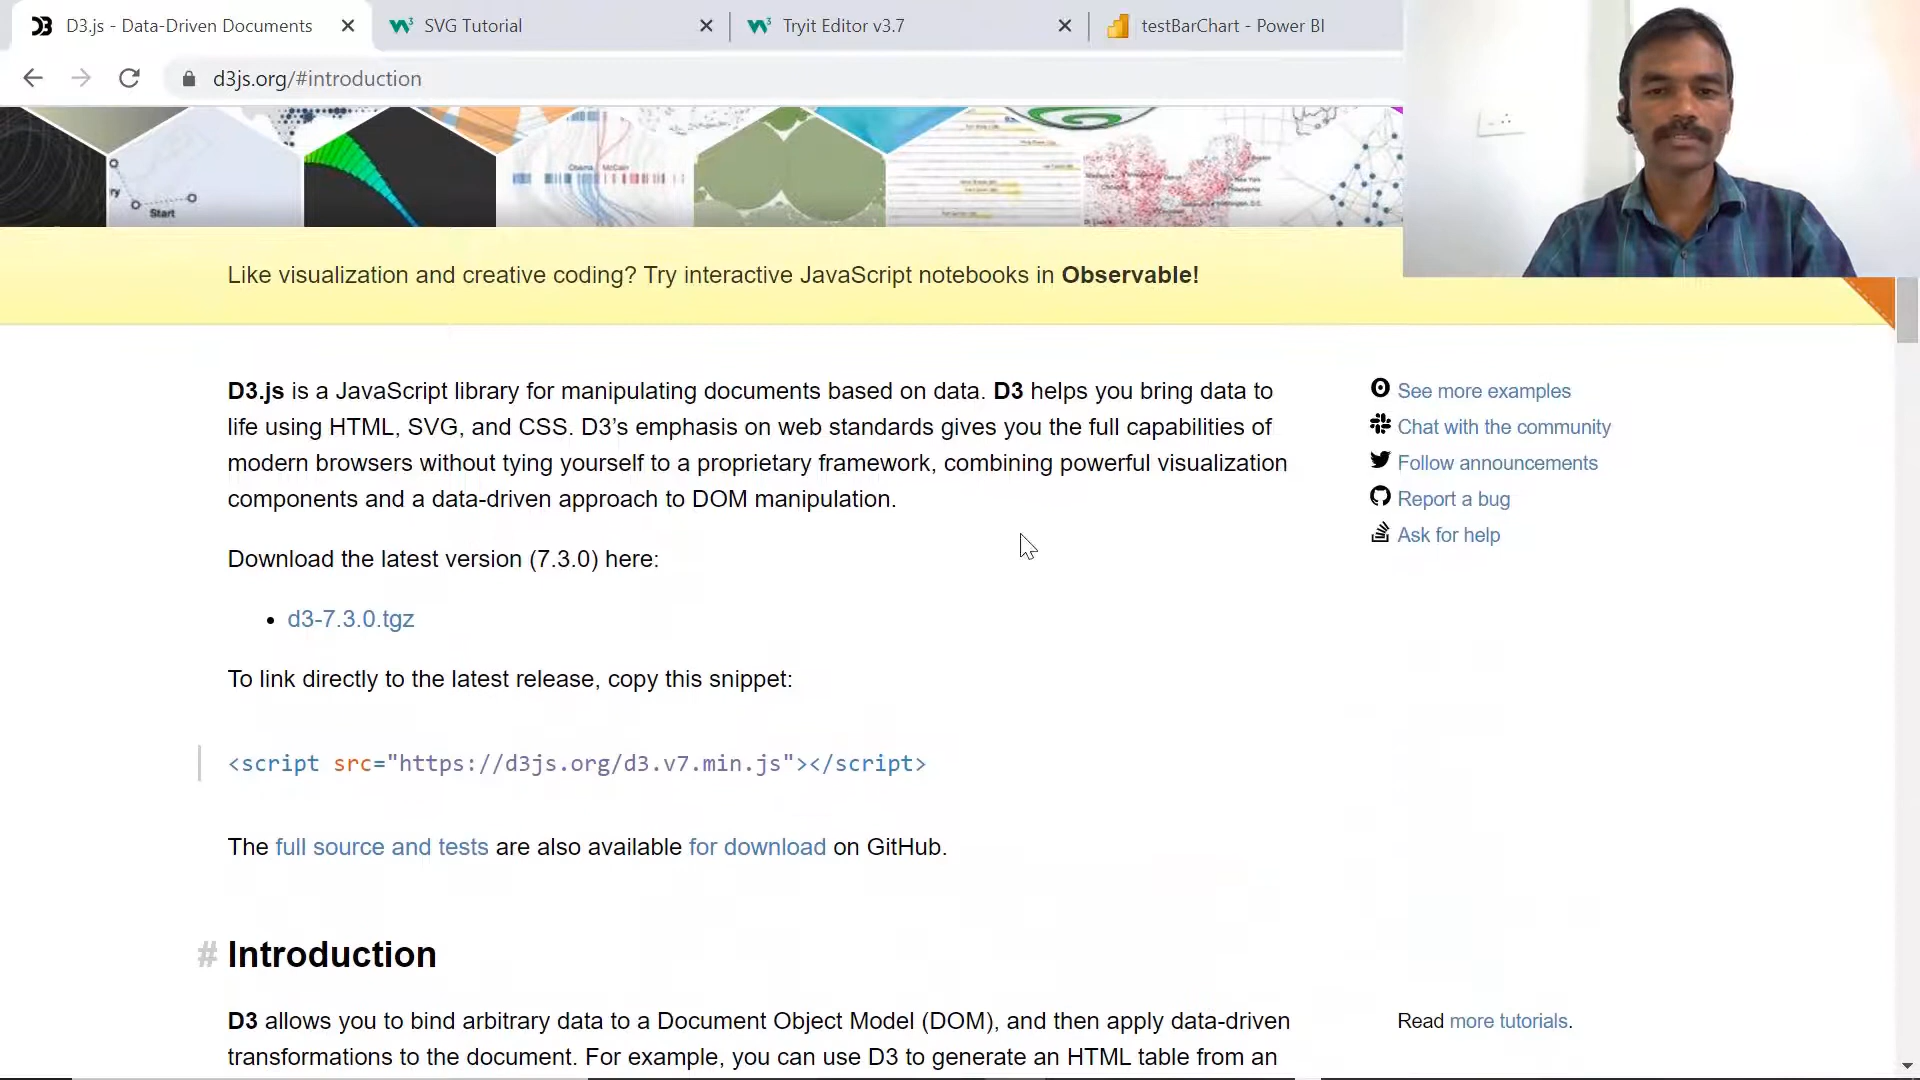 D3.js - Data-Driven Documents
SVG Tutorial
Tryit Editor v3.7
testBarChart - Power BI
d3js.org/#introduction
ry
Start
Obama McCain
Like visualization and creative coding? Try interactive JavaScript notebooks in Observable!
D3.js is a JavaScript library for manipulating documents based on data. D3 helps you bring data to
life using HTML, SVG, and CSS. D3’s emphasis on web standards gives you the full capabilities of
modern browsers without tying yourself to a proprietary framework, combining powerful visualization
components and a data-driven approach to DOM manipulation.
See more examples
Chat with the community
Follow announcements
Report a bug
Ask for help
Download the latest version (7.3.0) here:
• d3-7.3.0.tgz
To link directly to the latest release, copy this snippet:
<script src="https://d3js.org/d3.v7.min.js"></script>
The full source and tests are also available for download on GitHub.
# Introduction
D3 allows you to bind arbitrary data to a Document Object Model (DOM), and then apply data-driven
transformations to the document. For example, you can use D3 to generate an HTML table from an
Read more tutorials.